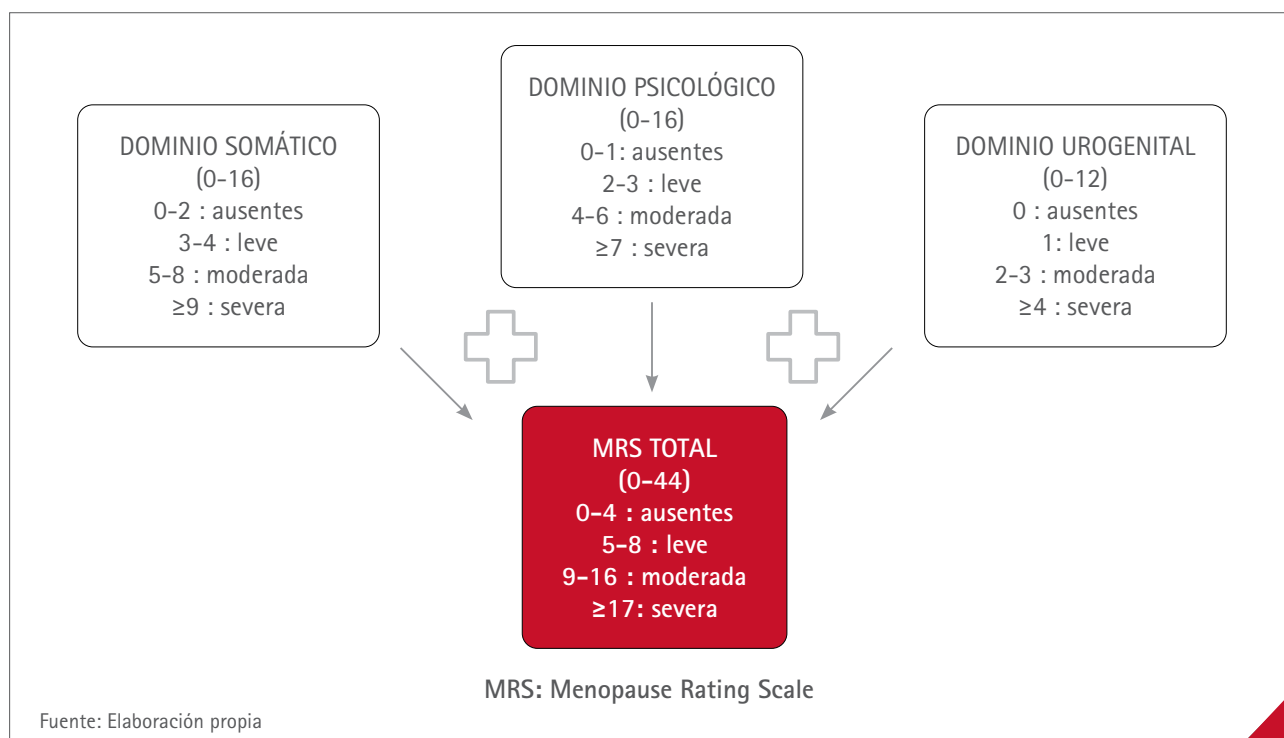 DOMINIO SOMÁTICO
(0-16)
0-2 : ausentes
3-4 : leve
5-8 : moderada
≥9 : severa
DOMINIO PSICOLÓGICO
(0-16)
0-1: ausentes
2-3 : leve
4-6 : moderada
≥7 : severa
DOMINIO UROGENITAL
(0-12)
0 : ausentes
1: leve
2-3 : moderada
≥4 : severa
MRS TOTAL
(0-44)
0-4 : ausentes
5-8 : leve
9-16 : moderada
≥17: severa
MRS: Menopause Rating Scale
Fuente: Elaboración propia